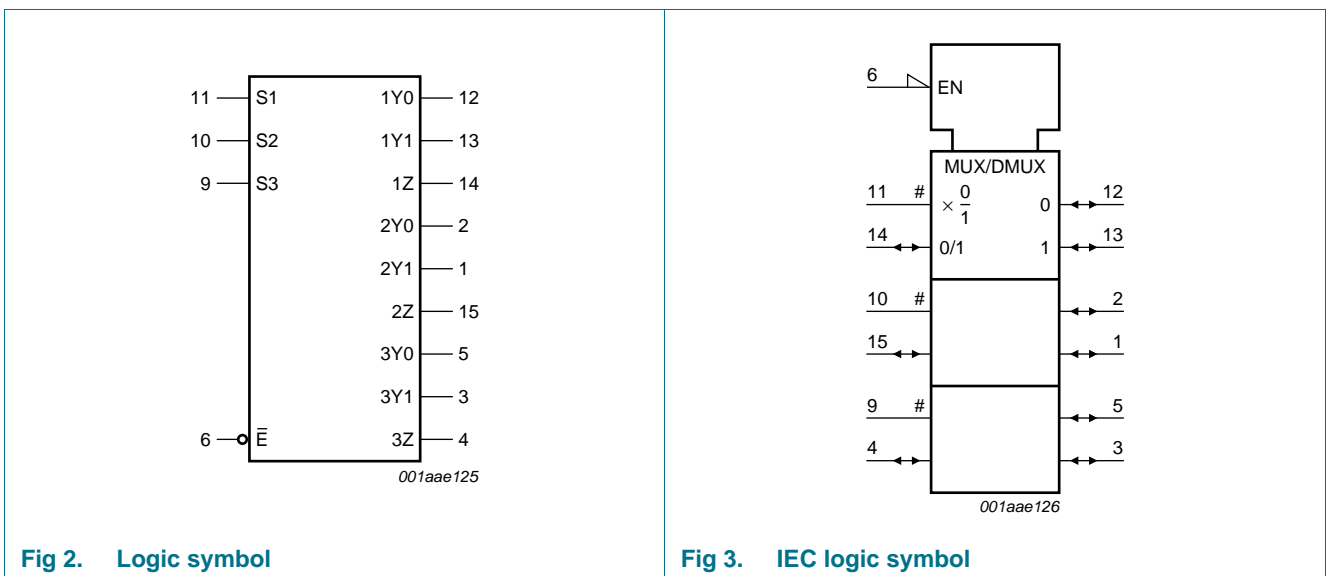 11 S1 1Y0 12
10 S2 1Y1 13
9 S3 1Z 14
2Y0 2
2Y1 1
2Z 15
3Y0 5
3Y1 3
6 E̅ 3Z 4
001aae125
Fig 2. Logic symbol
6 EN
MUX/DMUX
11 # × 0/1 0 12
14 0/1 1 13
10 # 2
15 1
9 # 5
4 3
001aae126
Fig 3. IEC logic symbol